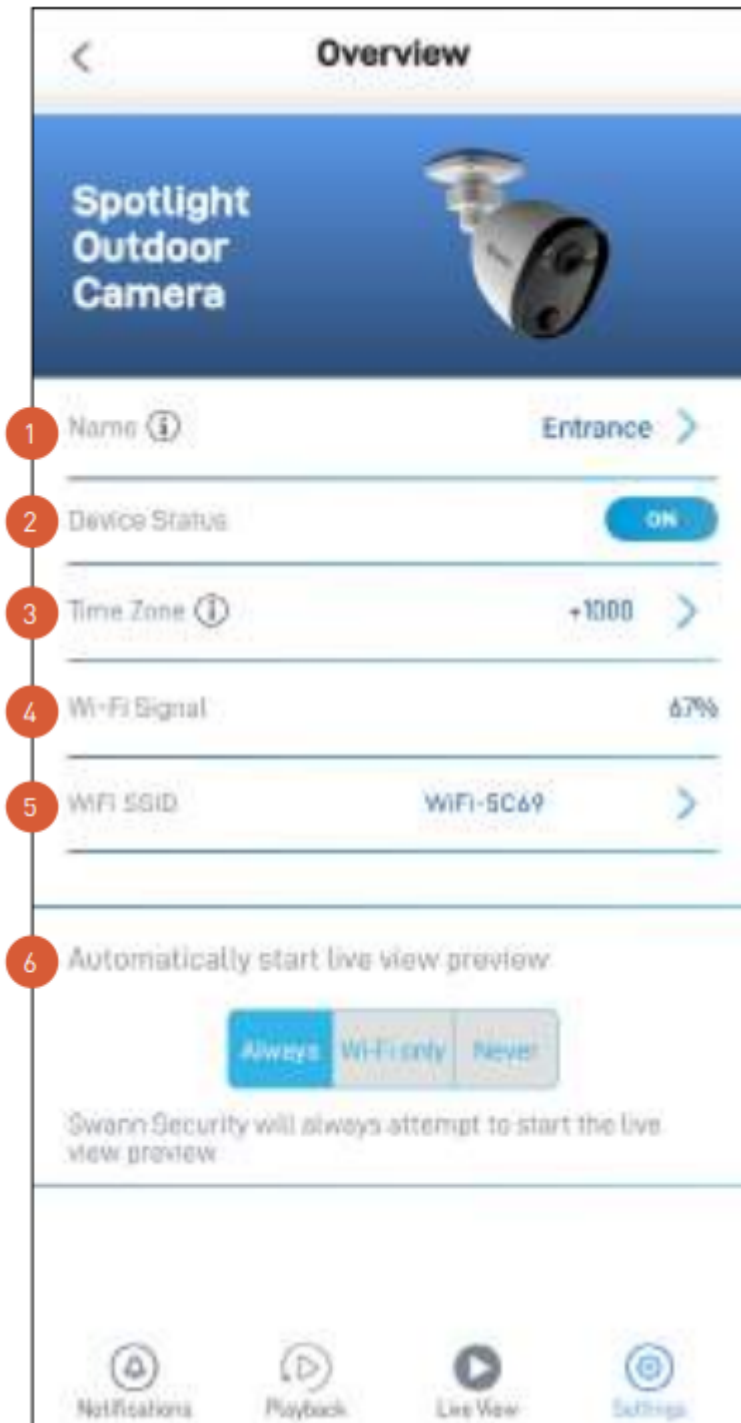 Overview
Spotlight
Outdoor
Camera
1 Name Entrance
2 Device Status ON
3 Time Zone +1000
4 Wi-Fi Signal 67%
5 WiFi SSID WiFi-5C69
6 Automatically start live view preview
Always Wi-Fi only Never
Swann Security will always attempt to start the live
view preview
Notifications Playback Live View Settings